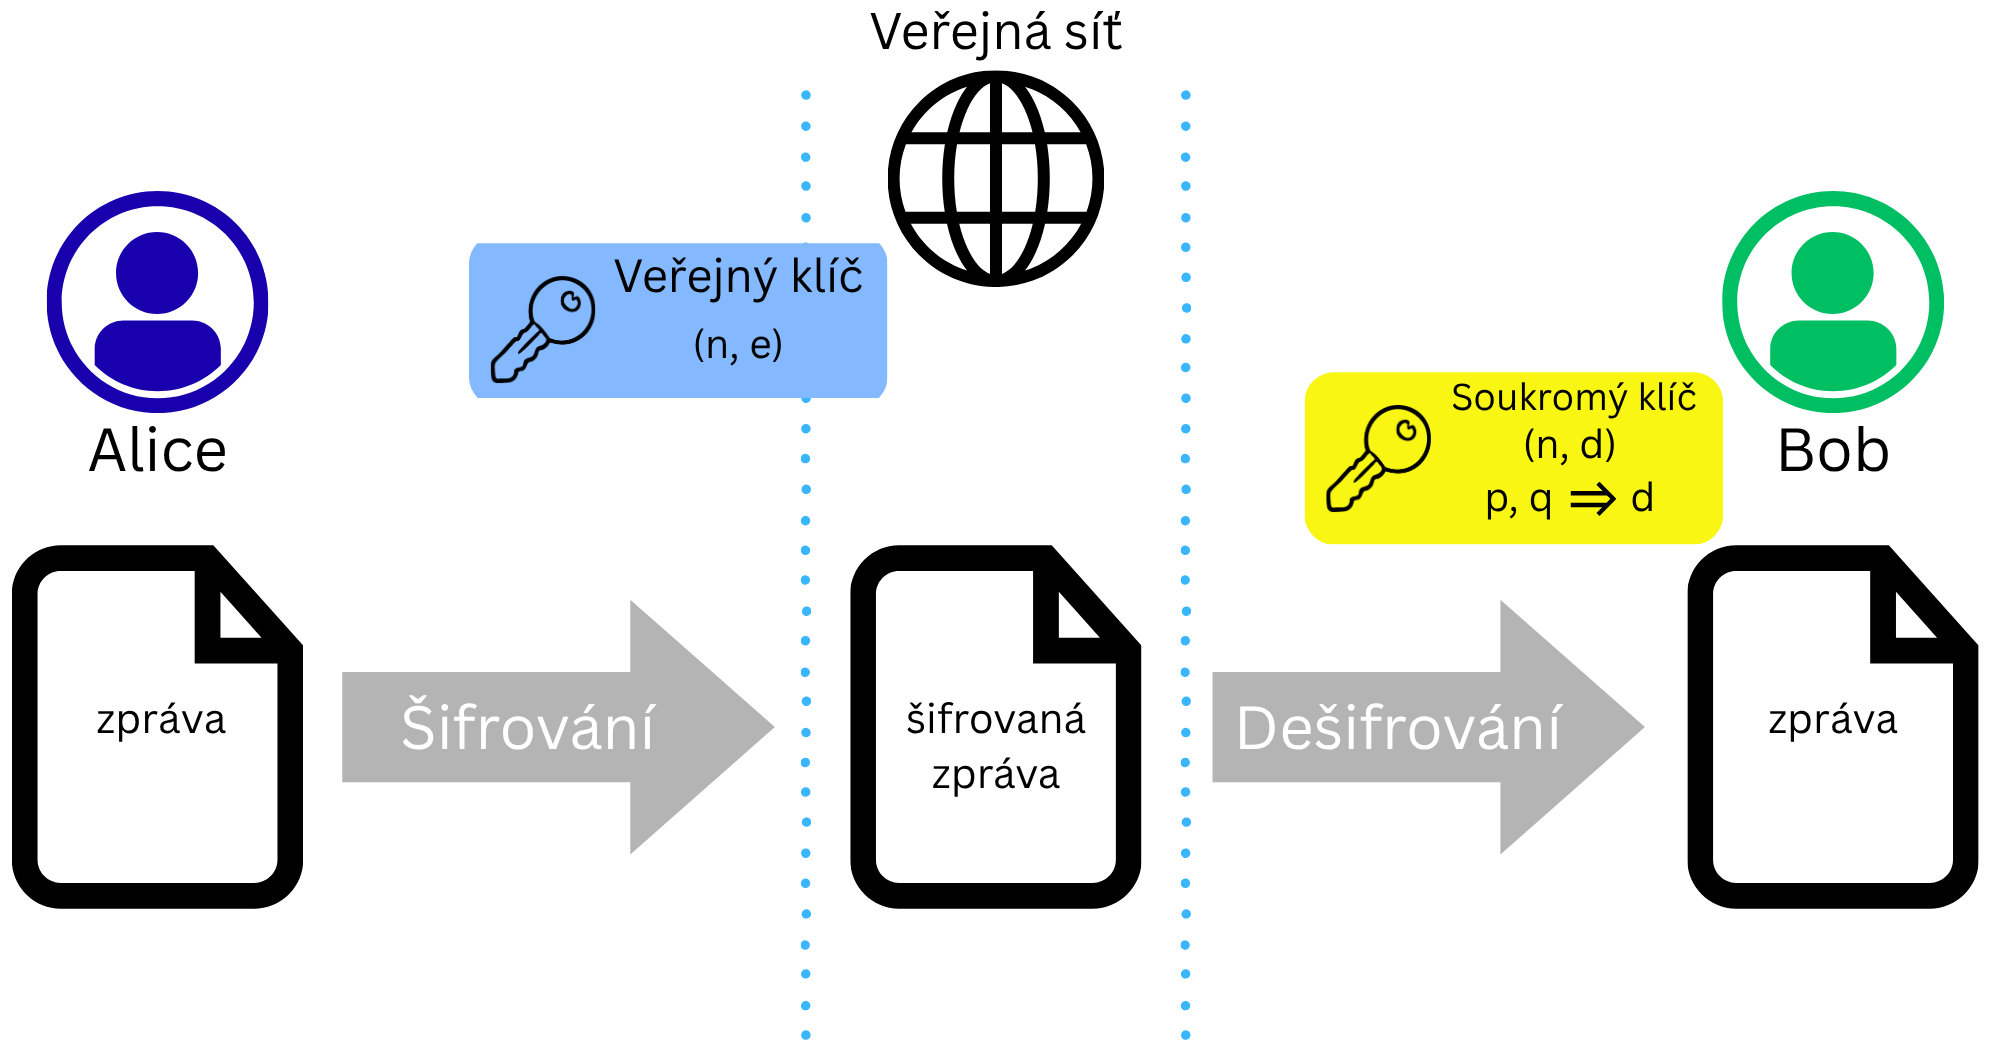 Veřejná síť
Veřejný klíč
(n, e)
Soukromý klíč
(n, d)
p, q ⇒ d
Alice
Bob
zpráva
Šifrování
šifrovaná
zpráva
Dešifrování
zpráva